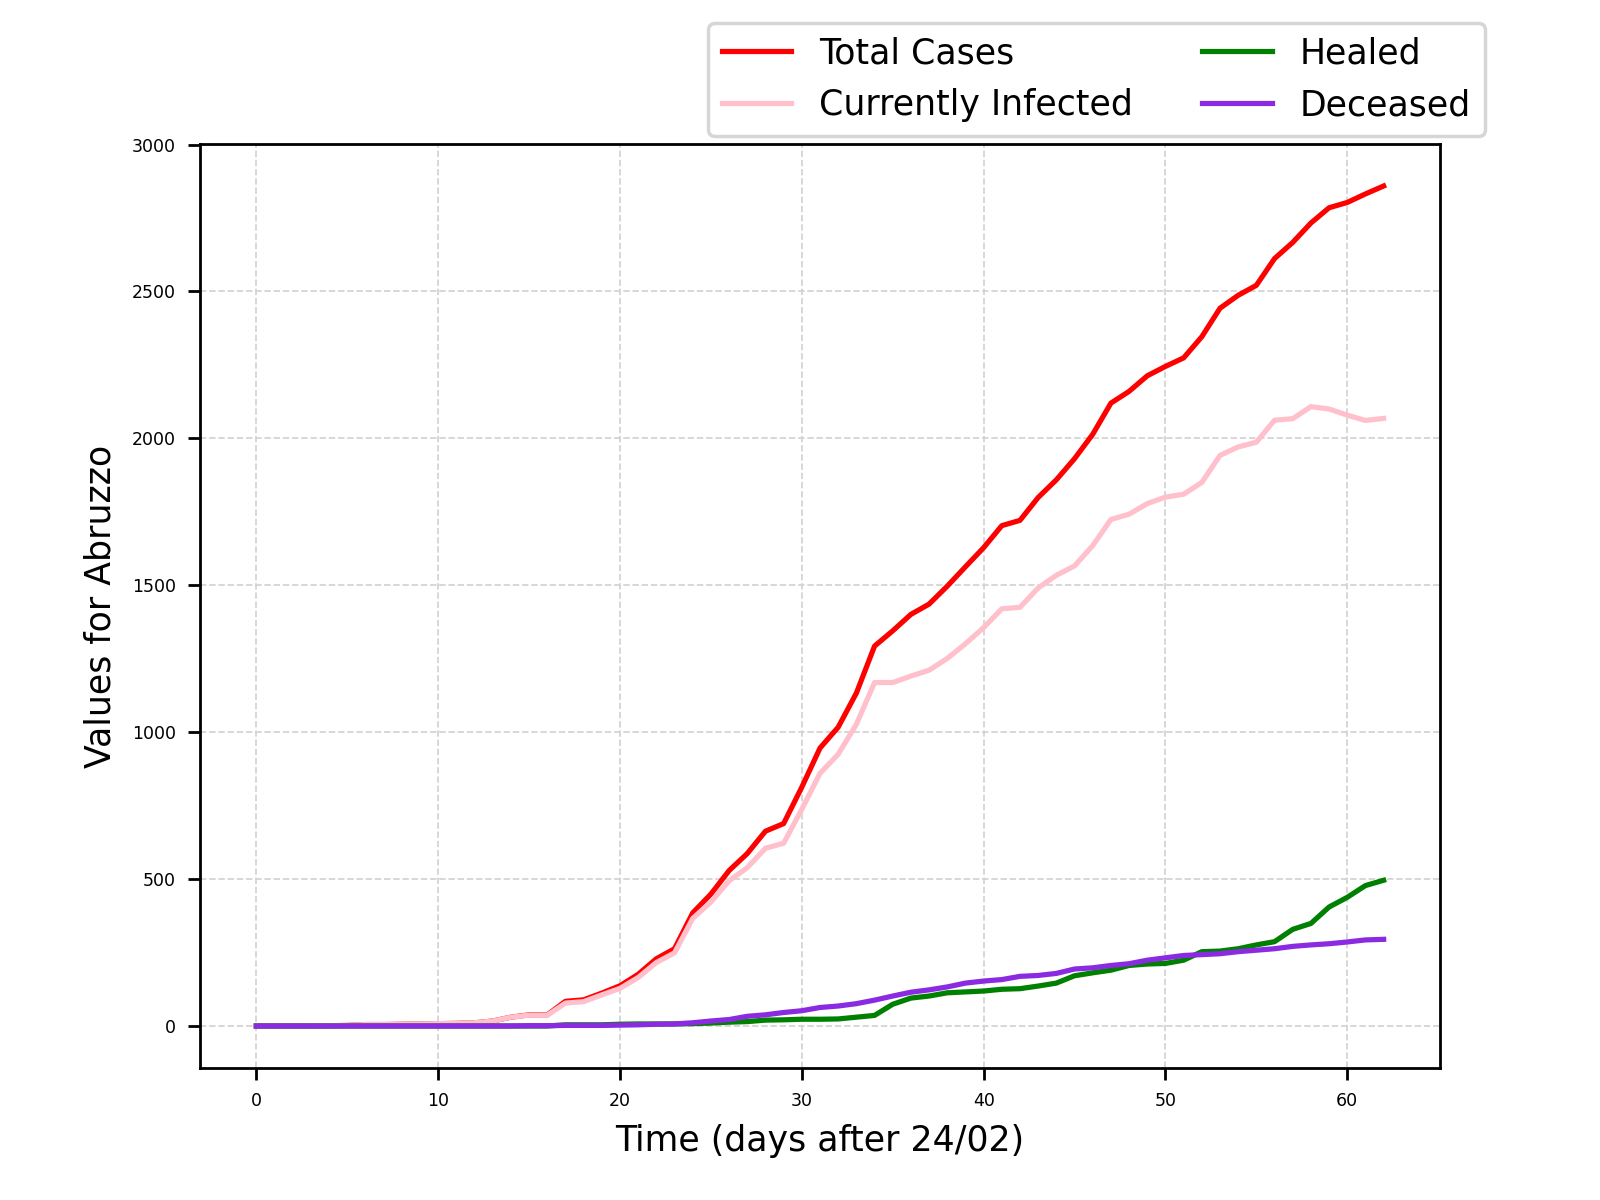 Total Cases
Currently Infected
Healed
Deceased
3000
2500
2000
1500
1000
500
0
Values for Abruzzo
0 10 20 30 40 50 60
Time (days after 24/02)